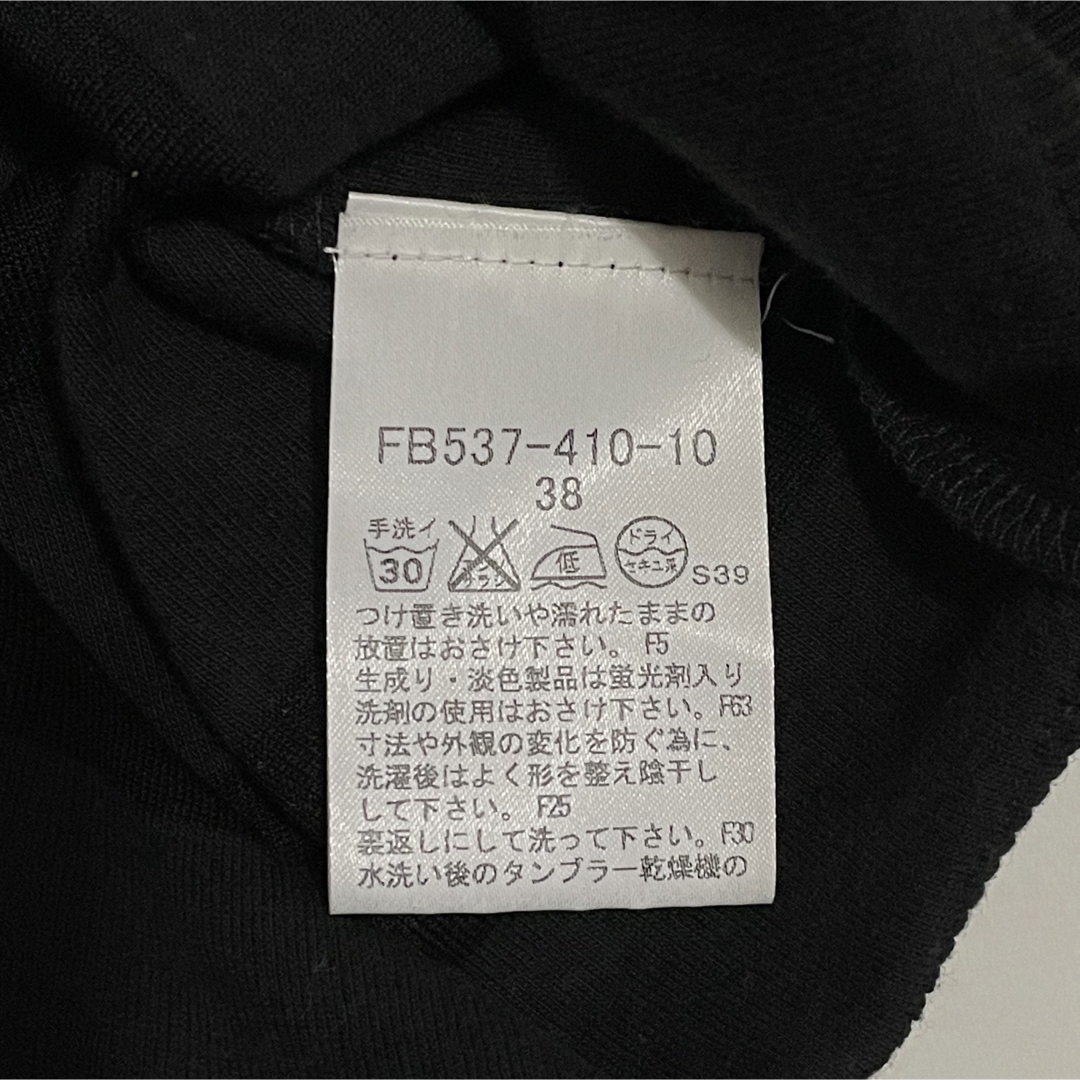 FB537-410-10
38
手洗イ
30
低
ドライ
セキユ系
S39
つけ置き洗いや濡れたままの
放置はおさけ下さい。 F5
生成り・淡色製品は蛍光剤入り
洗剤の使用はおさけ下さい。F63
寸法や外観の変化を防ぐ為に、
洗濯後はよく形を整え陰干し
して下さい。 F25
裏返しにして洗って下さい。F30
水洗い後のタンブラー乾燥機の